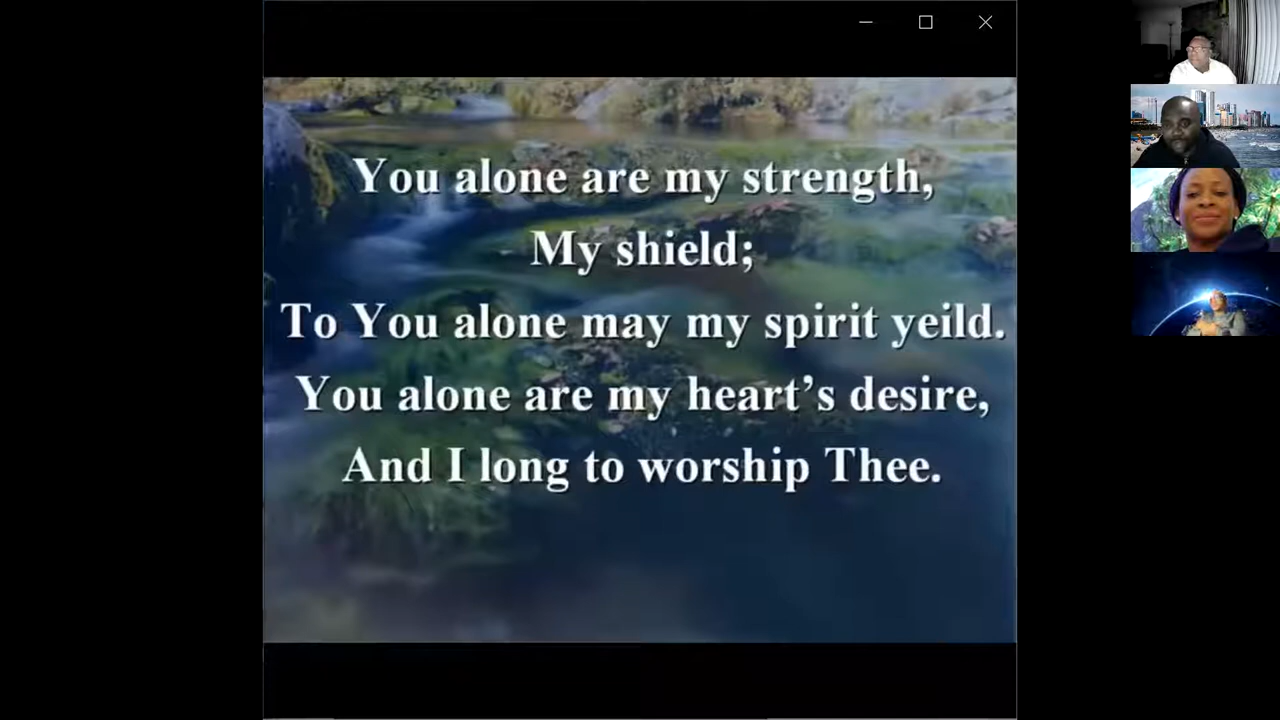 You alone are my strength,
My shield;
To You alone may my spirit yeild.
You alone are my heart’s desire,
And I long to worship Thee.